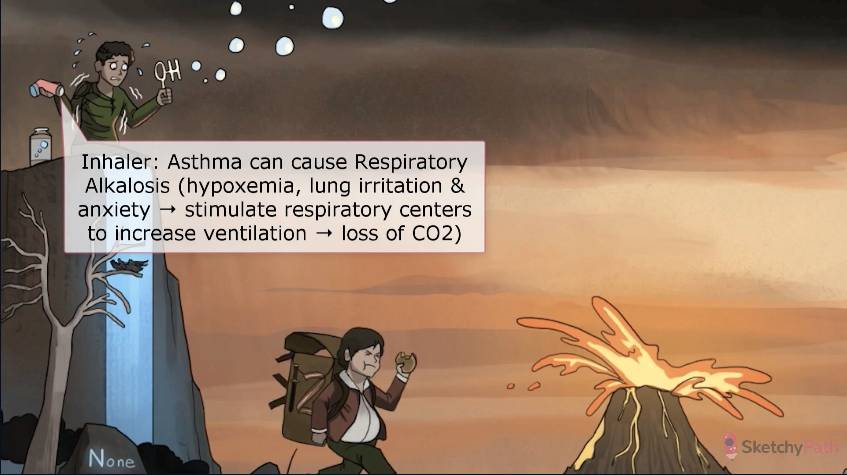 OH
Inhaler: Asthma can cause Respiratory
Alkalosis (hypoxemia, lung irritation &
anxiety → stimulate respiratory centers
to increase ventilation → loss of CO2)
None
SketchyPath